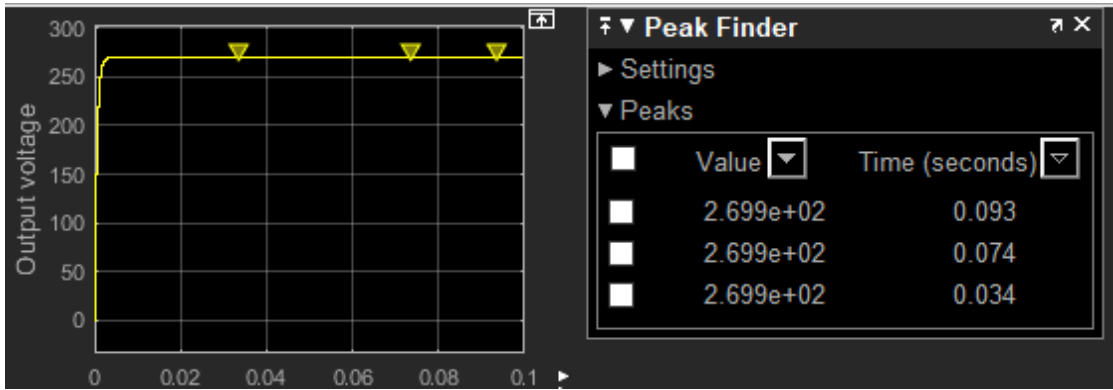 300
250
200
150
100
50
0
Output voltage
0 0.02 0.04 0.06 0.08 0.1
Peak Finder
Settings
Peaks
Value Time (seconds)
2.699e+02 0.093
2.699e+02 0.074
2.699e+02 0.034